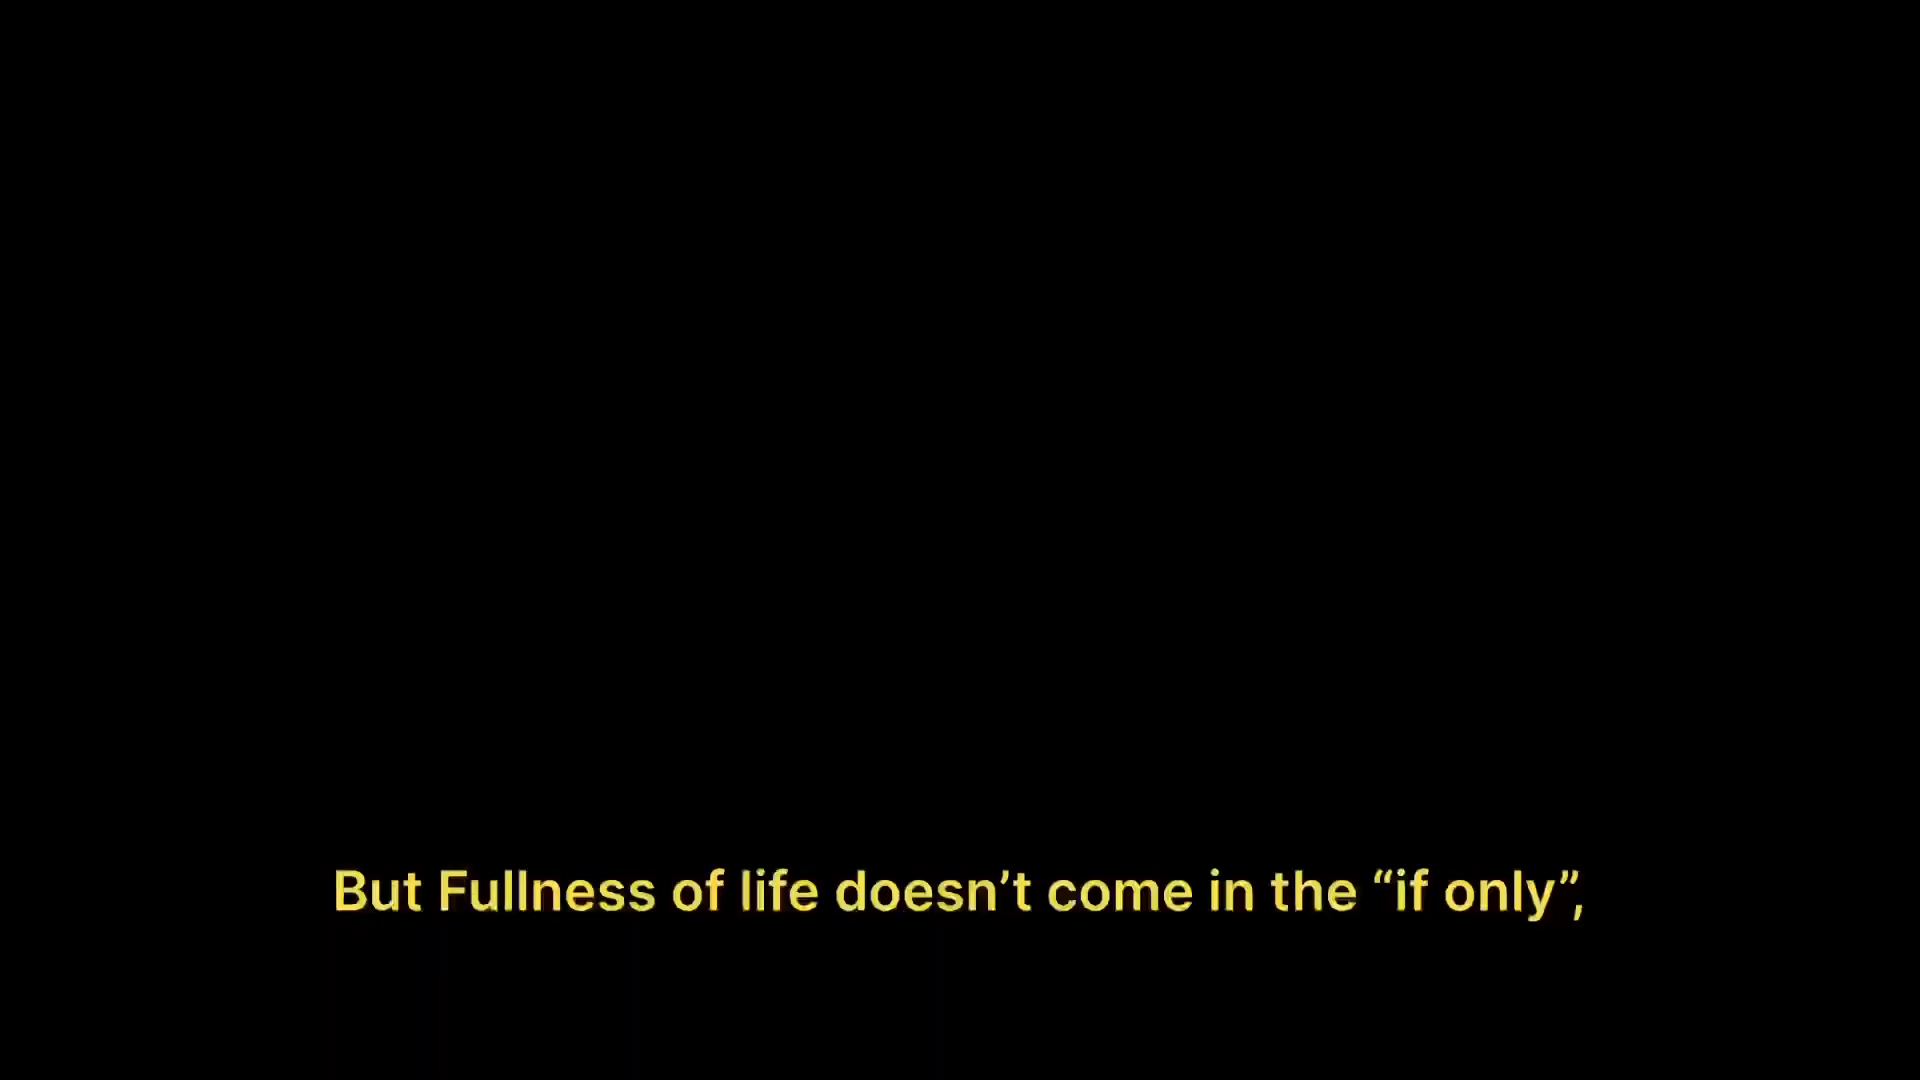 But Fullness of life doesn’t come in the “if only”,